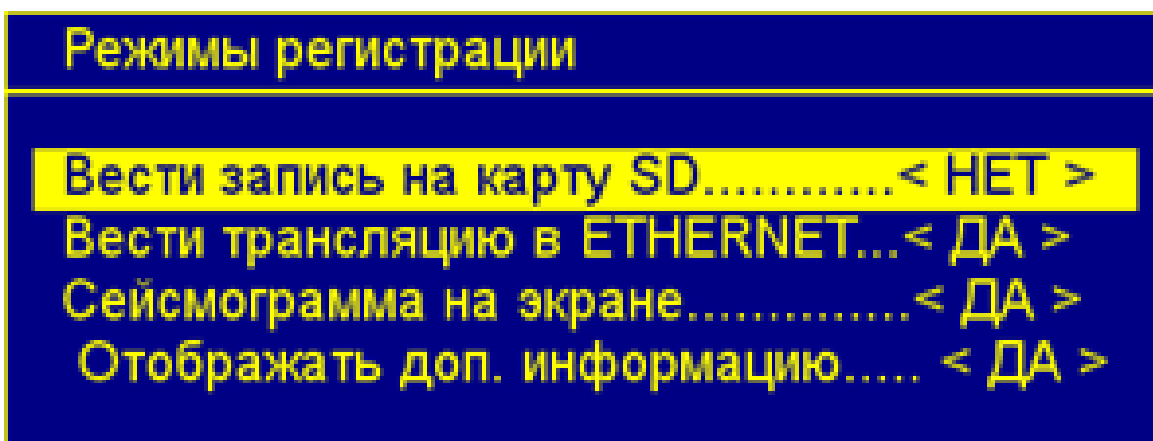 Режимы регистрации
Вести запись на карту SD............< НЕТ >
Вести трансляцию в ETHERNET...< ДА >
Сейсмограмма на экране..............< ДА >
Отображать доп. информацию..... < ДА >